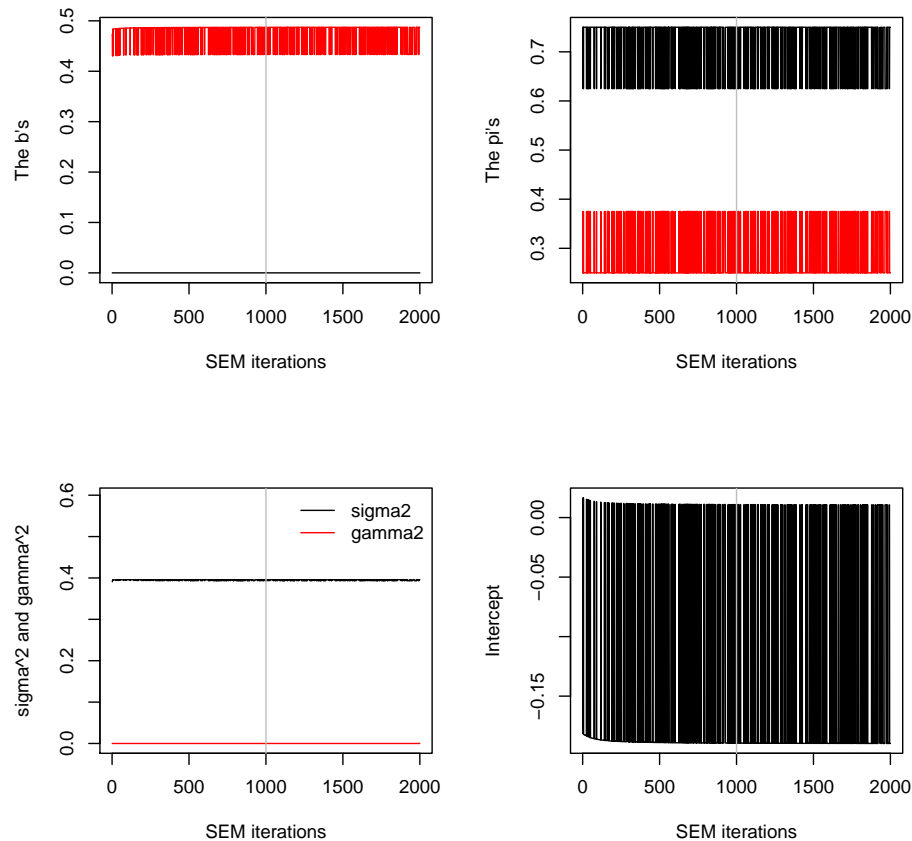 The b's
0.0 0.1 0.2 0.3 0.4 0.5
0 500 1000 1500 2000
SEM iterations
The pi's
0.3 0.4 0.5 0.6 0.7
0 500 1000 1500 2000
SEM iterations
sigma^2 and gamma^2
0.0 0.2 0.4 0.6
sigma2
gamma2
0 500 1000 1500 2000
SEM iterations
Intercept
−0.15 −0.05 0.00
0 500 1000 1500 2000
SEM iterations